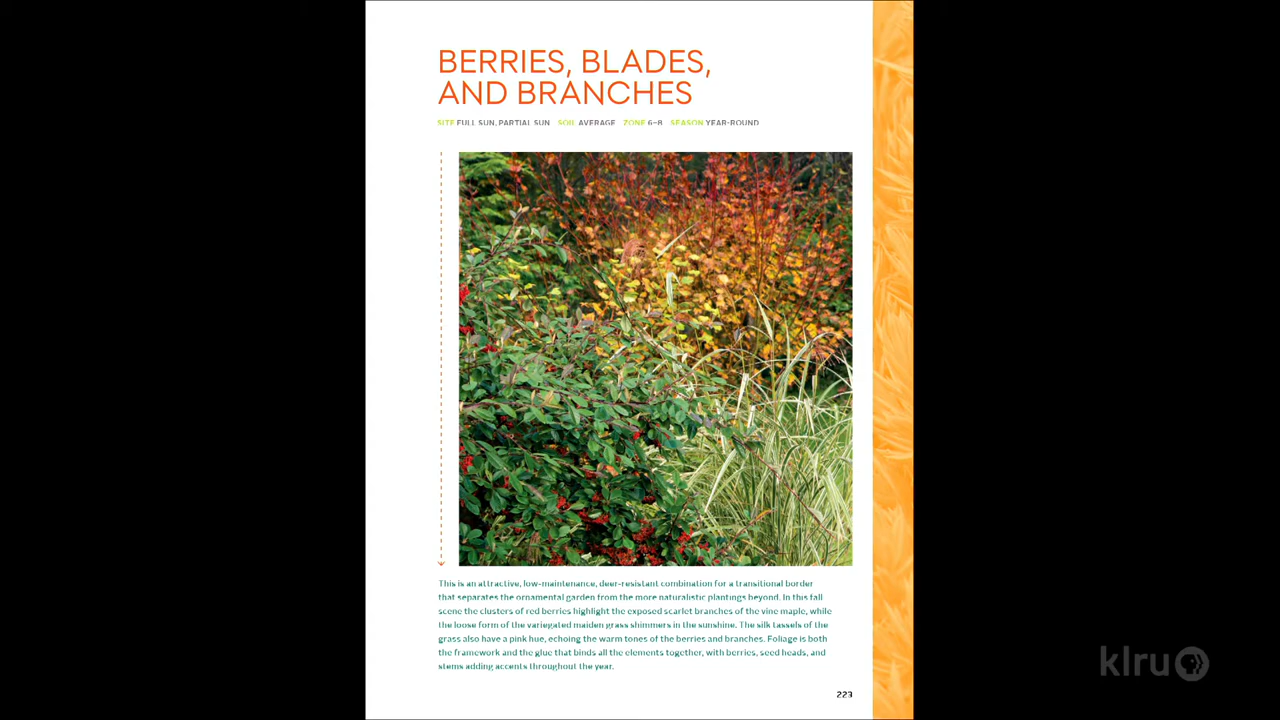 BERRIES, BLADES,
AND BRANCHES
SITE FULL SUN, PARTIAL SUN SOIL AVERAGE ZONE 6–8 SEASON YEAR-ROUND
This is an attractive, low-maintenance, deer-resistant combination for a transitional border
that separates the ornamental garden from the more naturalistic plantings beyond. In this fall
scene the clusters of red berries highlight the exposed scarlet branches of the vine maple, while
the loose form of the variegated maiden grass shimmers in the sunshine. The silk tassels of the
grass also have a pink hue, echoing the warm tones of the berries and branches. Foliage is both
the framework and the glue that binds all the elements together, with berries, seed heads, and
stems adding accents throughout the year.
223
klru